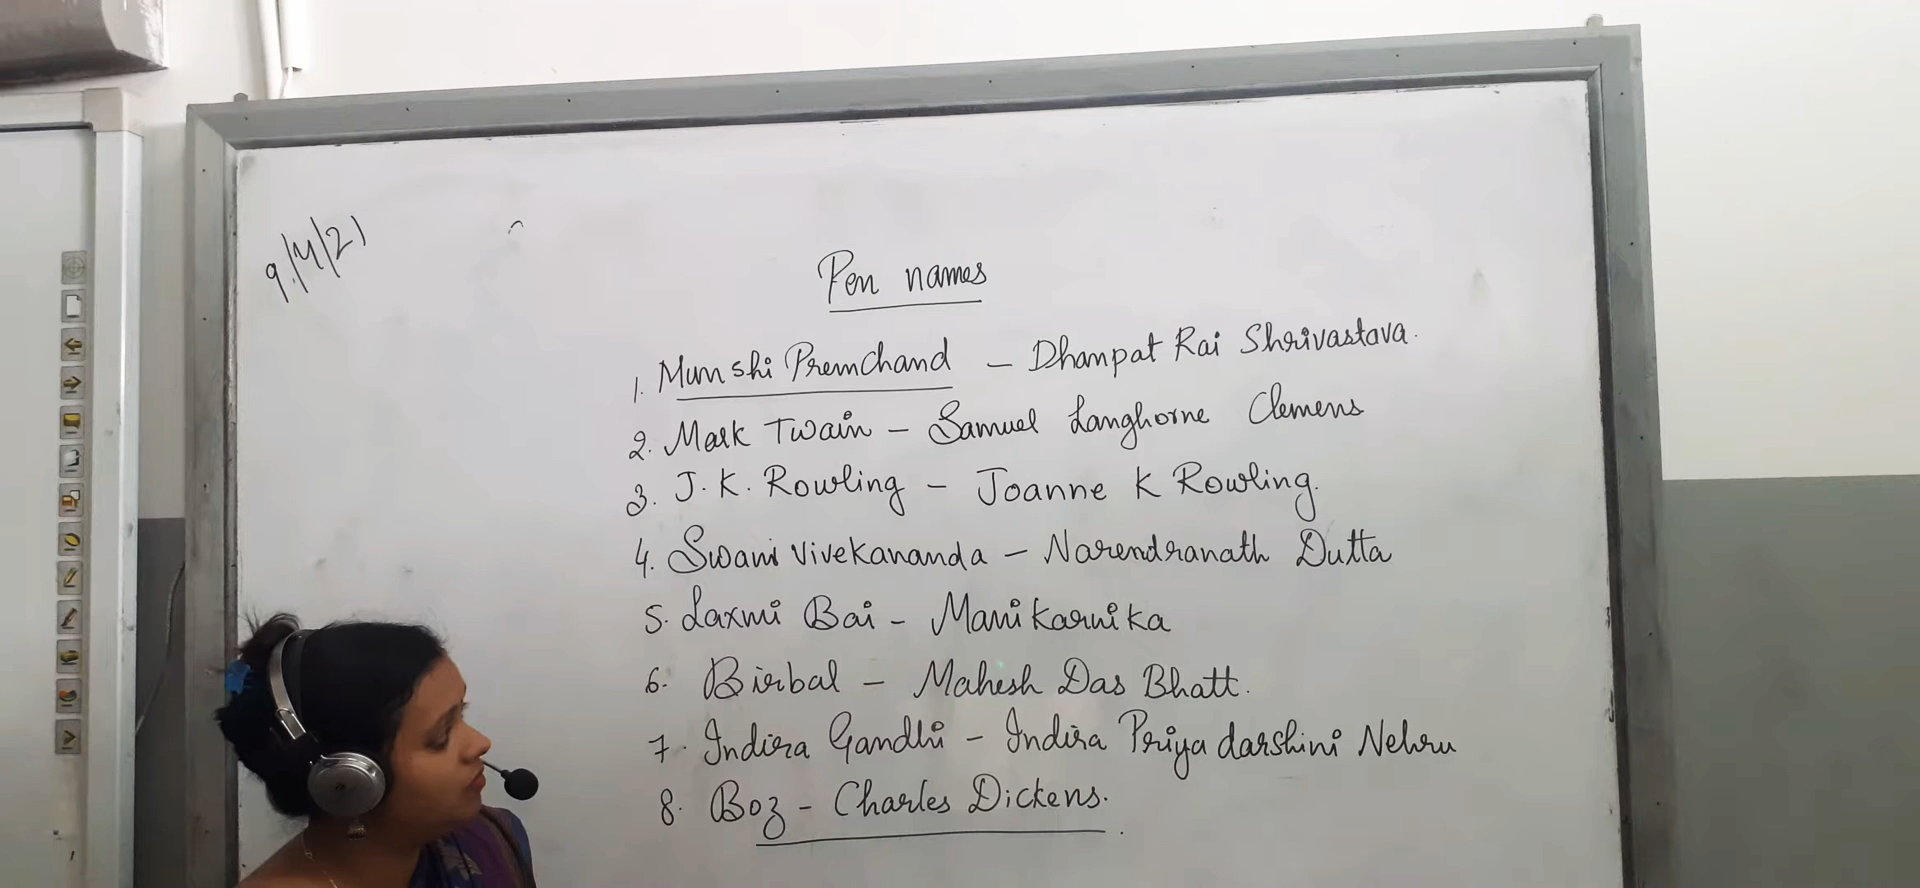 9/4/21
Pen names
1. Munshi Premchand - Dhanpat Rai Shrivastava.
2. Mark Twain - Samuel Langhorne Clemens
3. J. K. Rowling - Joanne K Rowling.
4. Swami Vivekananda - Narendranath Dutta
5. Laxmi Bai - Manikarnika
6. Birbal - Mahesh Das Bhatt.
7. Indira Gandhi - Indira Priyadarshini Nehru
8. Boz - Charles Dickens.